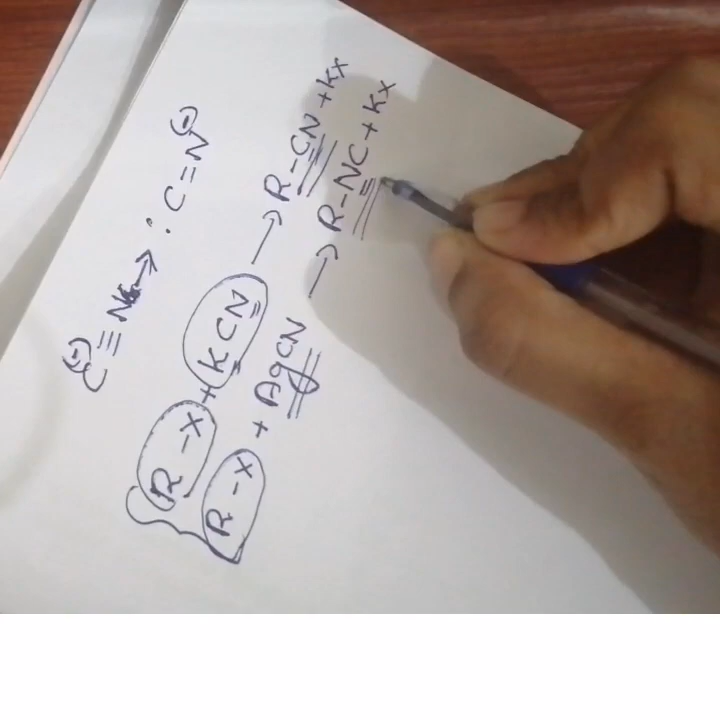 (-)
C≡N ↔ :C=N(-)
R-X + KCN → R-CN + KX
R-X + AgCN → R-NC + KX